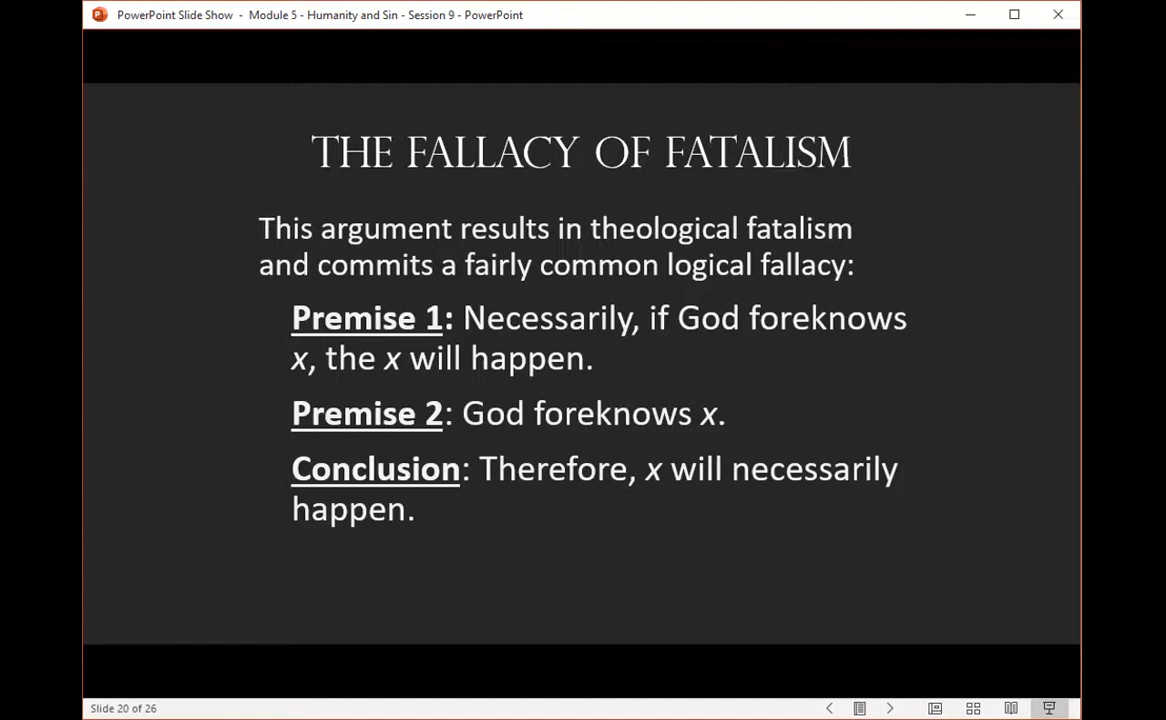 PowerPoint Slide Show - Module 5 - Humanity and Sin - Session 9 - PowerPoint
THE FALLACY OF FATALISM
This argument results in theological fatalism
and commits a fairly common logical fallacy:
Premise 1: Necessarily, if God foreknows
x, the x will happen.
Premise 2: God foreknows x.
Conclusion: Therefore, x will necessarily
happen.
Slide 20 of 26